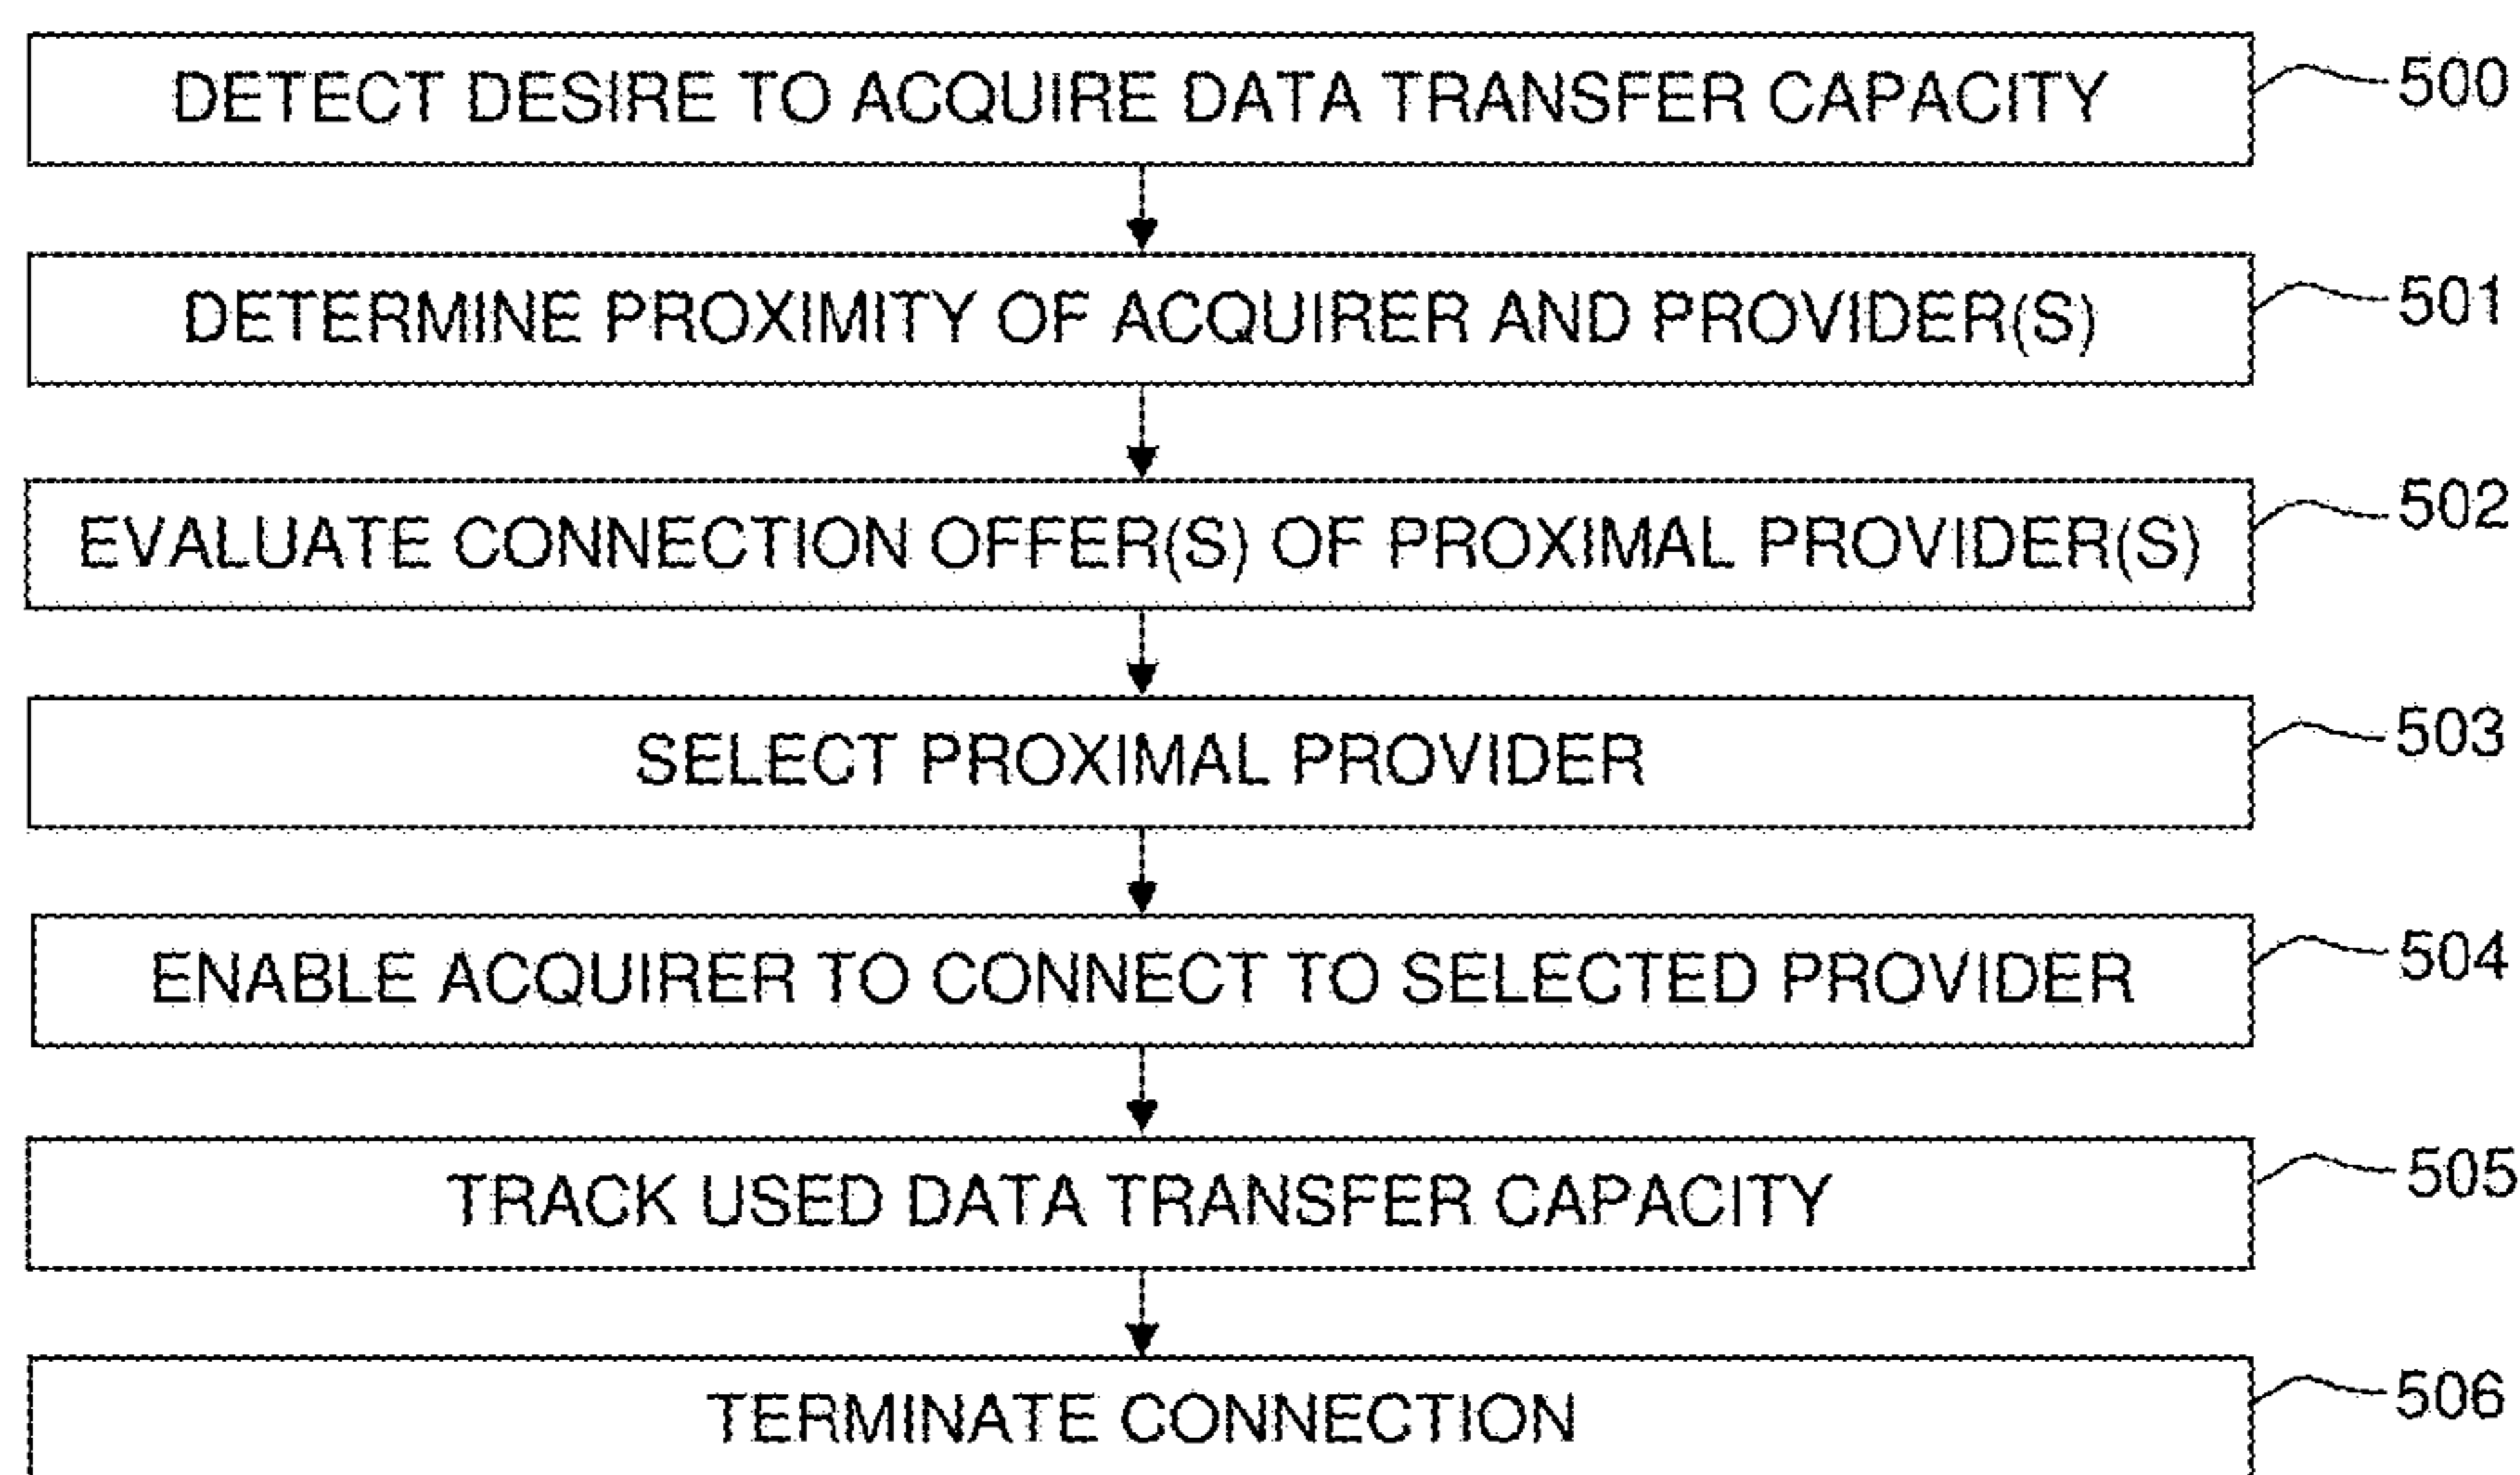 DETECT DESIRE TO ACQUIRE DATA TRANSFER CAPACITY 500
DETERMINE PROXIMITY OF ACQUIRER AND PROVIDER(S) 501
EVALUATE CONNECTION OFFER(S) OF PROXIMAL PROVIDER(S) 502
SELECT PROXIMAL PROVIDER 503
ENABLE ACQUIRER TO CONNECT TO SELECTED PROVIDER 504
TRACK USED DATA TRANSFER CAPACITY 505
TERMINATE CONNECTION 506